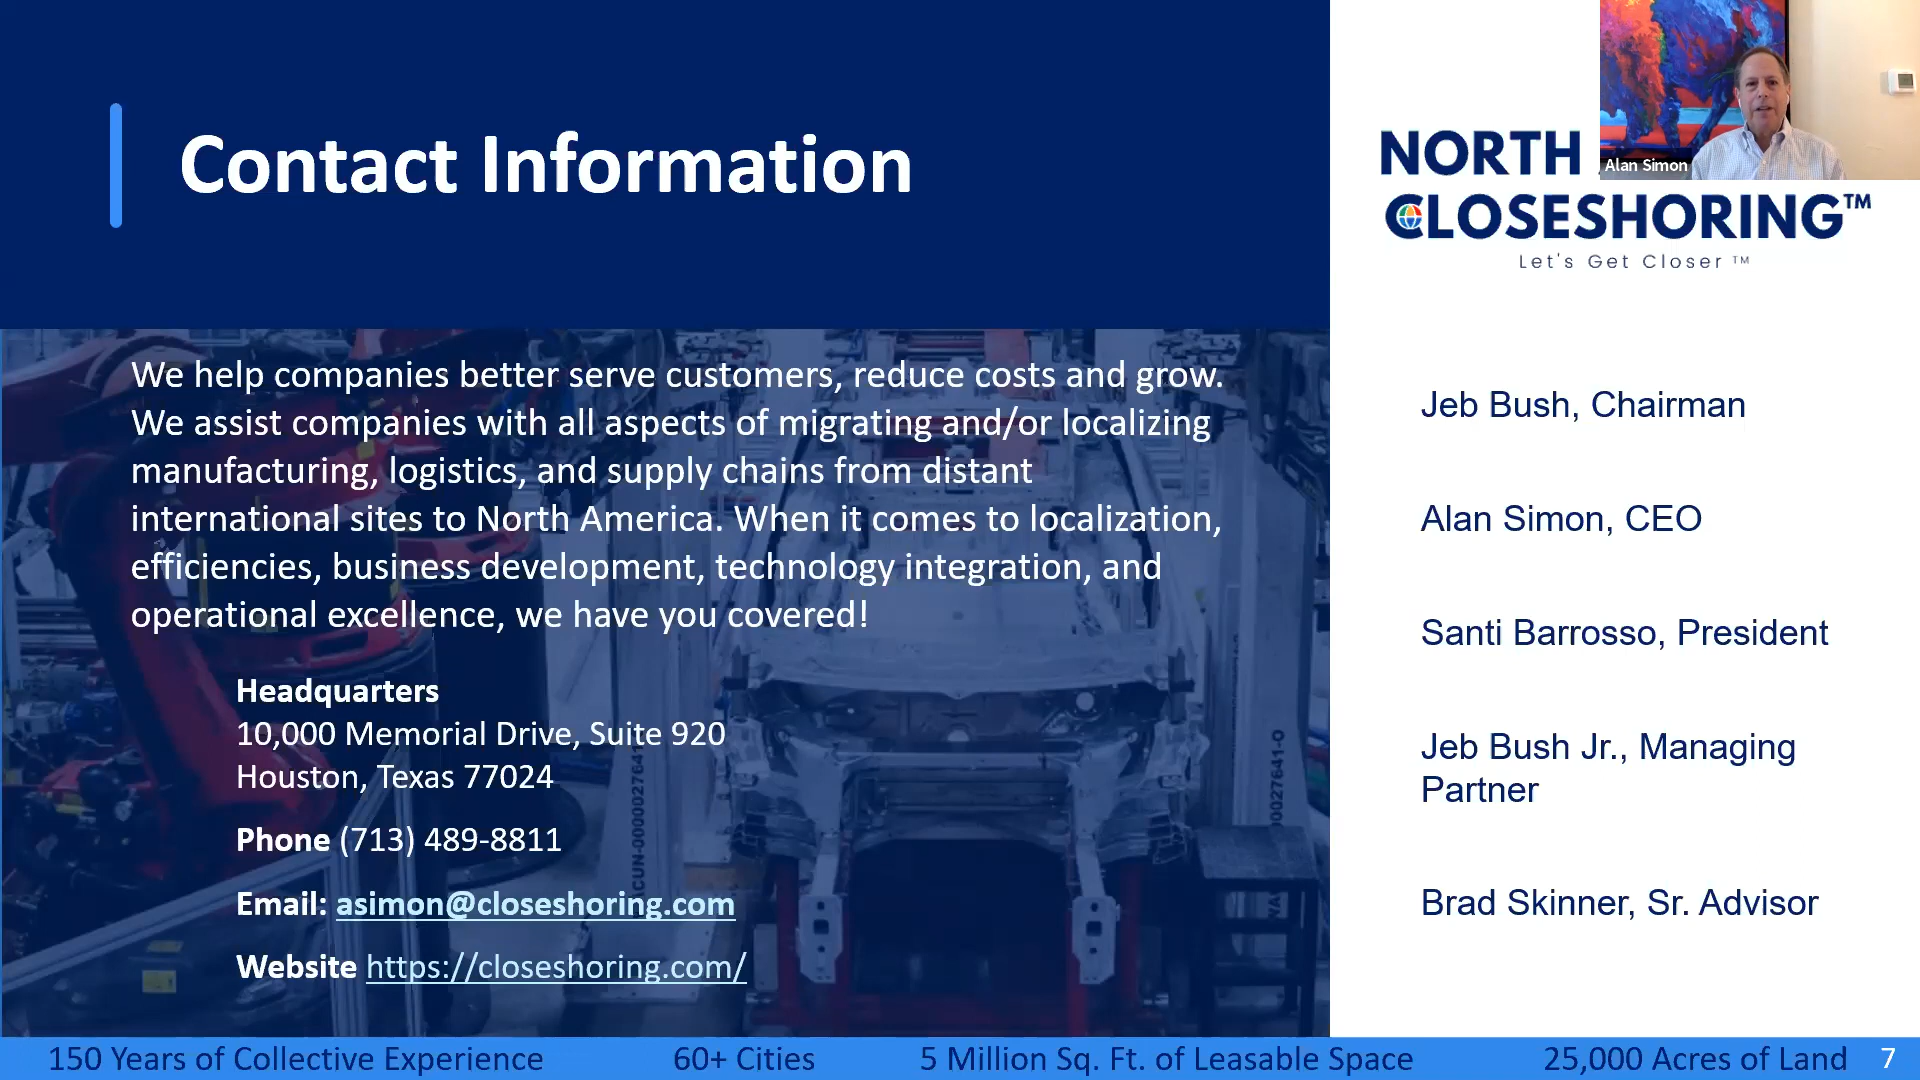 Contact Information
We help companies better serve customers, reduce costs and grow.
We assist companies with all aspects of migrating and/or localizing
manufacturing, logistics, and supply chains from distant
international sites to North America. When it comes to localization,
efficiencies, business development, technology integration, and
operational excellence, we have you covered!
Headquarters
10,000 Memorial Drive, Suite 920
Houston, Texas 77024
Phone (713) 489-8811
Email: asimon@closeshoring.com
Website https://closeshoring.com/
Alan Simon
NORTH
CLOSESHORING™
Let's Get Closer ™
Jeb Bush, Chairman
Alan Simon, CEO
Santi Barrosso, President
Jeb Bush Jr., Managing
Partner
Brad Skinner, Sr. Advisor
150 Years of Collective Experience 60+ Cities 5 Million Sq. Ft. of Leasable Space 25,000 Acres of Land 7